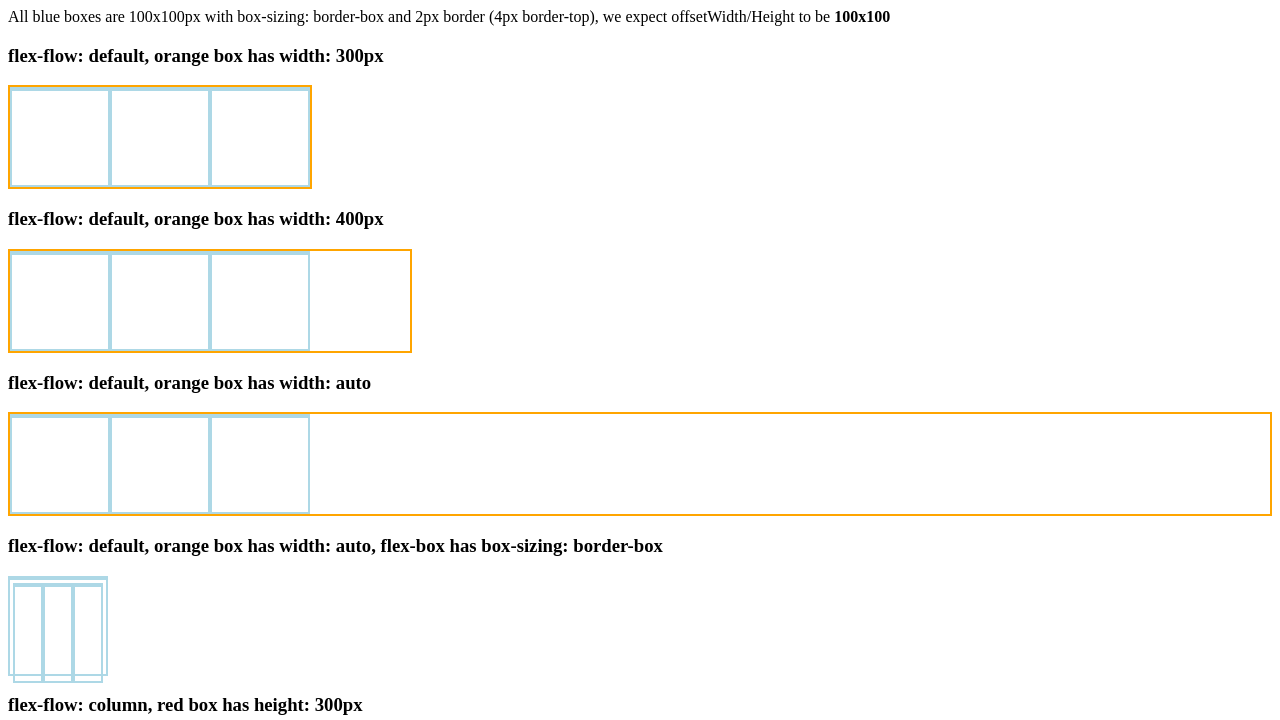 All blue boxes are 100x100px with box-sizing: border-box and 2px border (4px border-top), we expect offsetWidth/Height to be 100x100
flex-flow: default, orange box has width: 300px
flex-flow: default, orange box has width: 400px
flex-flow: default, orange box has width: auto
flex-flow: default, orange box has width: auto, flex-box has box-sizing: border-box
flex-flow: column, red box has height: 300px